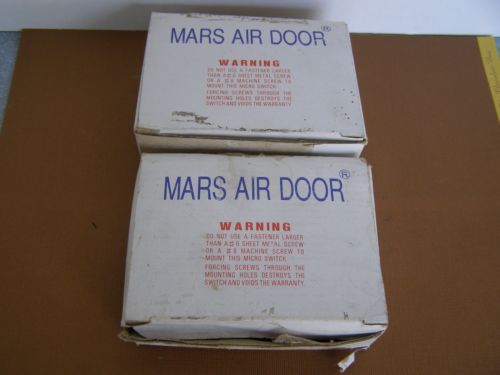 MARS AIR DOOR ®
WARNING
DO NOT USE A FASTENER LARGER
THAN A #6 SHEET METAL SCREW
OR A #6 MACHINE SCREW TO
MOUNT THIS MICRO SWITCH.
FORCING SCREWS THROUGH THE
MOUNTING HOLES DESTROYS THE
SWITCH AND VOIDS THE WARRANTY.
MARS AIR DOOR ®
WARNING
DO NOT USE A FASTENER LARGER
THAN A #6 SHEET METAL SCREW
OR A #6 MACHINE SCREW TO
MOUNT THIS MICRO SWITCH.
FORCING SCREWS THROUGH THE
MOUNTING HOLES DESTROYS THE
SWITCH AND VOIDS THE WARRANTY.